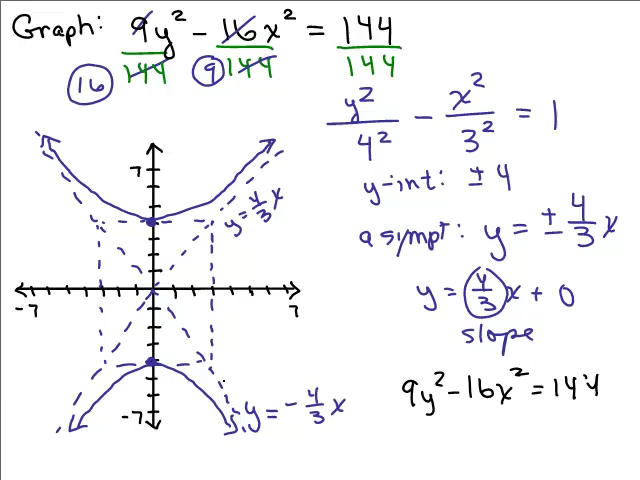 Graph: 9y² - 16x² = 144
144 144 144
16 9
y² / 4² - x² / 3² = 1
y-int: ± 4
asympt: y = ± 4/3 x
y = 4/3 x + 0
slope
9y² - 16x² = 144
7
y = 4/3 x
-7 7
-7
y = - 4/3 x